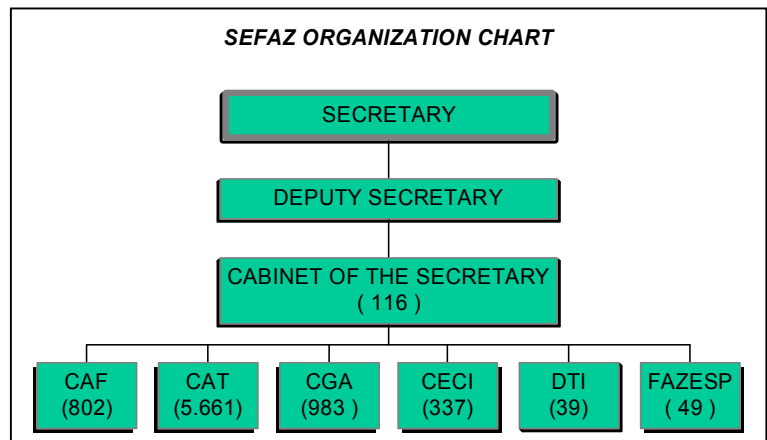 SEFAZ ORGANIZATION CHART
SECRETARY
DEPUTY SECRETARY
CABINET OF THE SECRETARY
( 116 )
CAF
(802)
CAT
(5.661)
CGA
(983 )
CECI
(337)
DTI
(39)
FAZESP
( 49 )